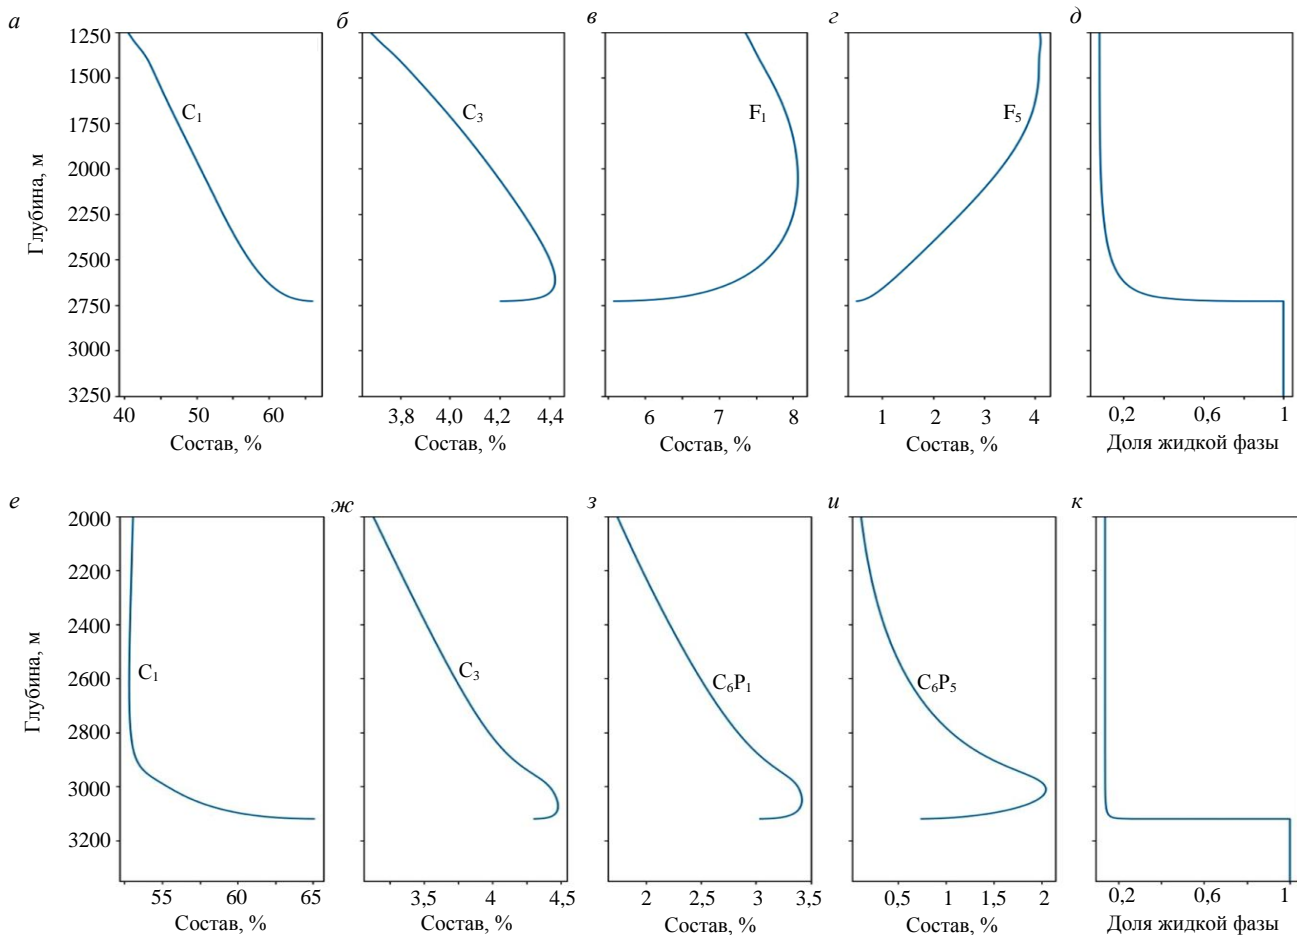 а б в г д
1250
1500
1750
2000
2250
2500
2750
3000
3250
Глубина, м
C₁ C₃ F₁ F₅
40 50 60 3,8 4,0 4,2 4,4 6 7 8 1 2 3 4 0,2 0,6 1
Состав, % Состав, % Состав, % Состав, % Доля жидкой фазы
е ж з и к
2000
2200
2400
2600
2800
3000
3200
Глубина, м
C₁ C₃ C₆P₁ C₆P₅
55 60 65 3,5 4 4,5 2 2,5 3 3,5 0,5 1 1,5 2 0,2 0,6 1
Состав, % Состав, % Состав, % Состав, % Доля жидкой фазы